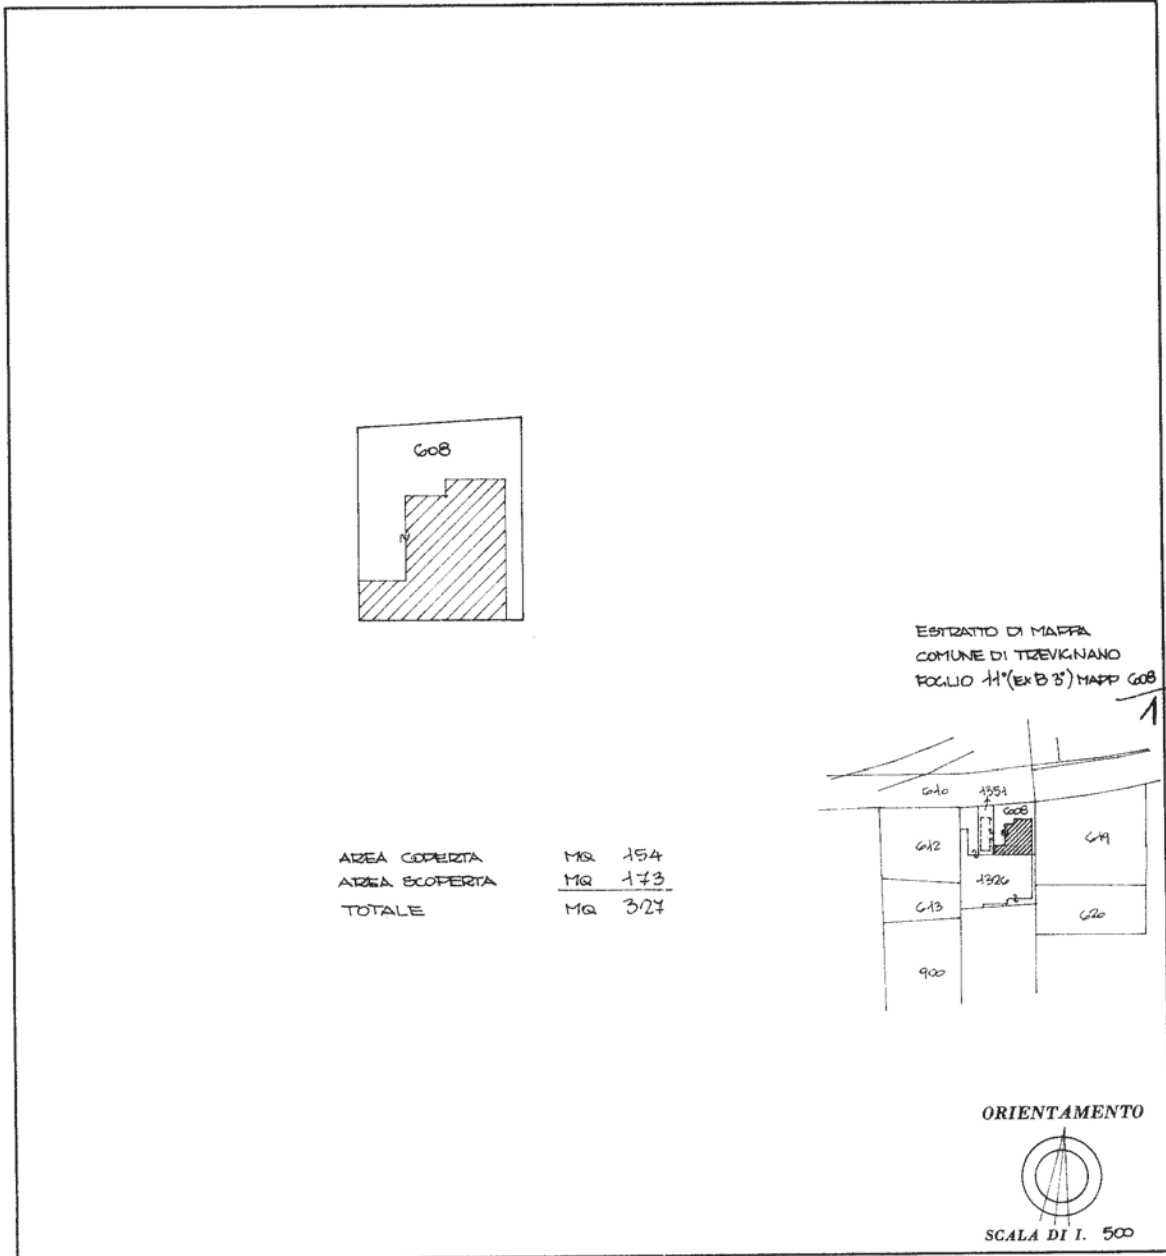 608
ESTRATTO DI MAPPA
COMUNE DI TREVIGNANO
FOGLIO 11°(EX B 3°) MAPP 608
1
610
1351
608
612
619
1326
613
620
900
AREA COPERTA MQ 154
AREA SCOPERTA MQ 173
TOTALE MQ 327
ORIENTAMENTO
SCALA DI 1. 500